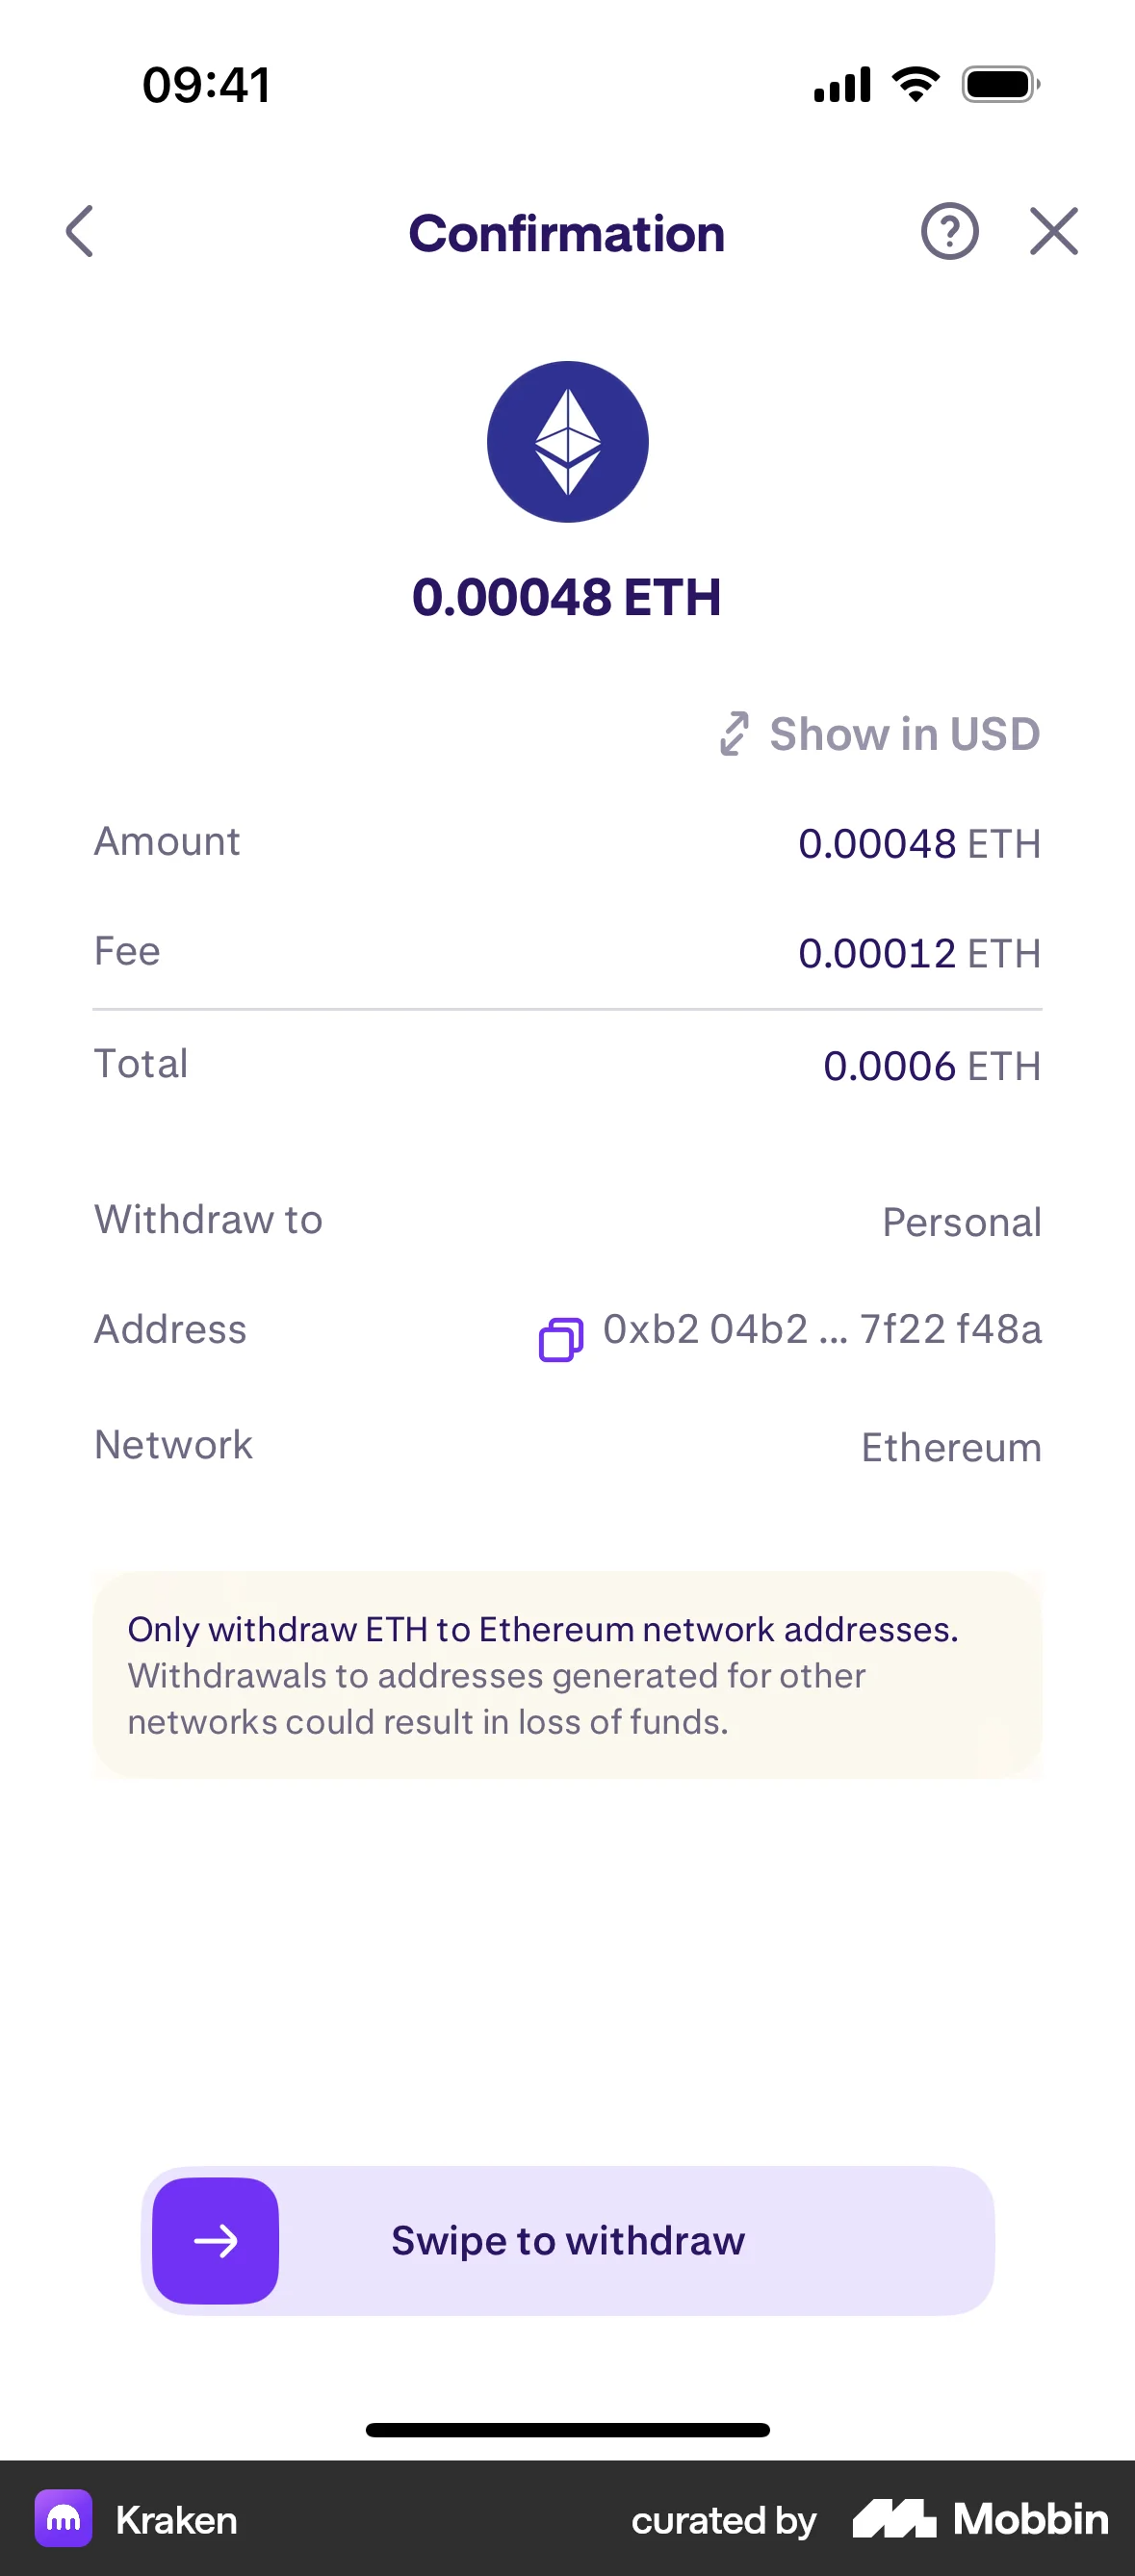 09:41
Confirmation
0.00048 ETH
Show in USD
Amount 0.00048 ETH
Fee 0.00012 ETH
Total 0.0006 ETH
Withdraw to Personal
Address 0xb2 04b2 ... 7f22 f48a
Network Ethereum
Only withdraw ETH to Ethereum network addresses.
Withdrawals to addresses generated for other
networks could result in loss of funds.
Swipe to withdraw
Kraken curated by Mobbin